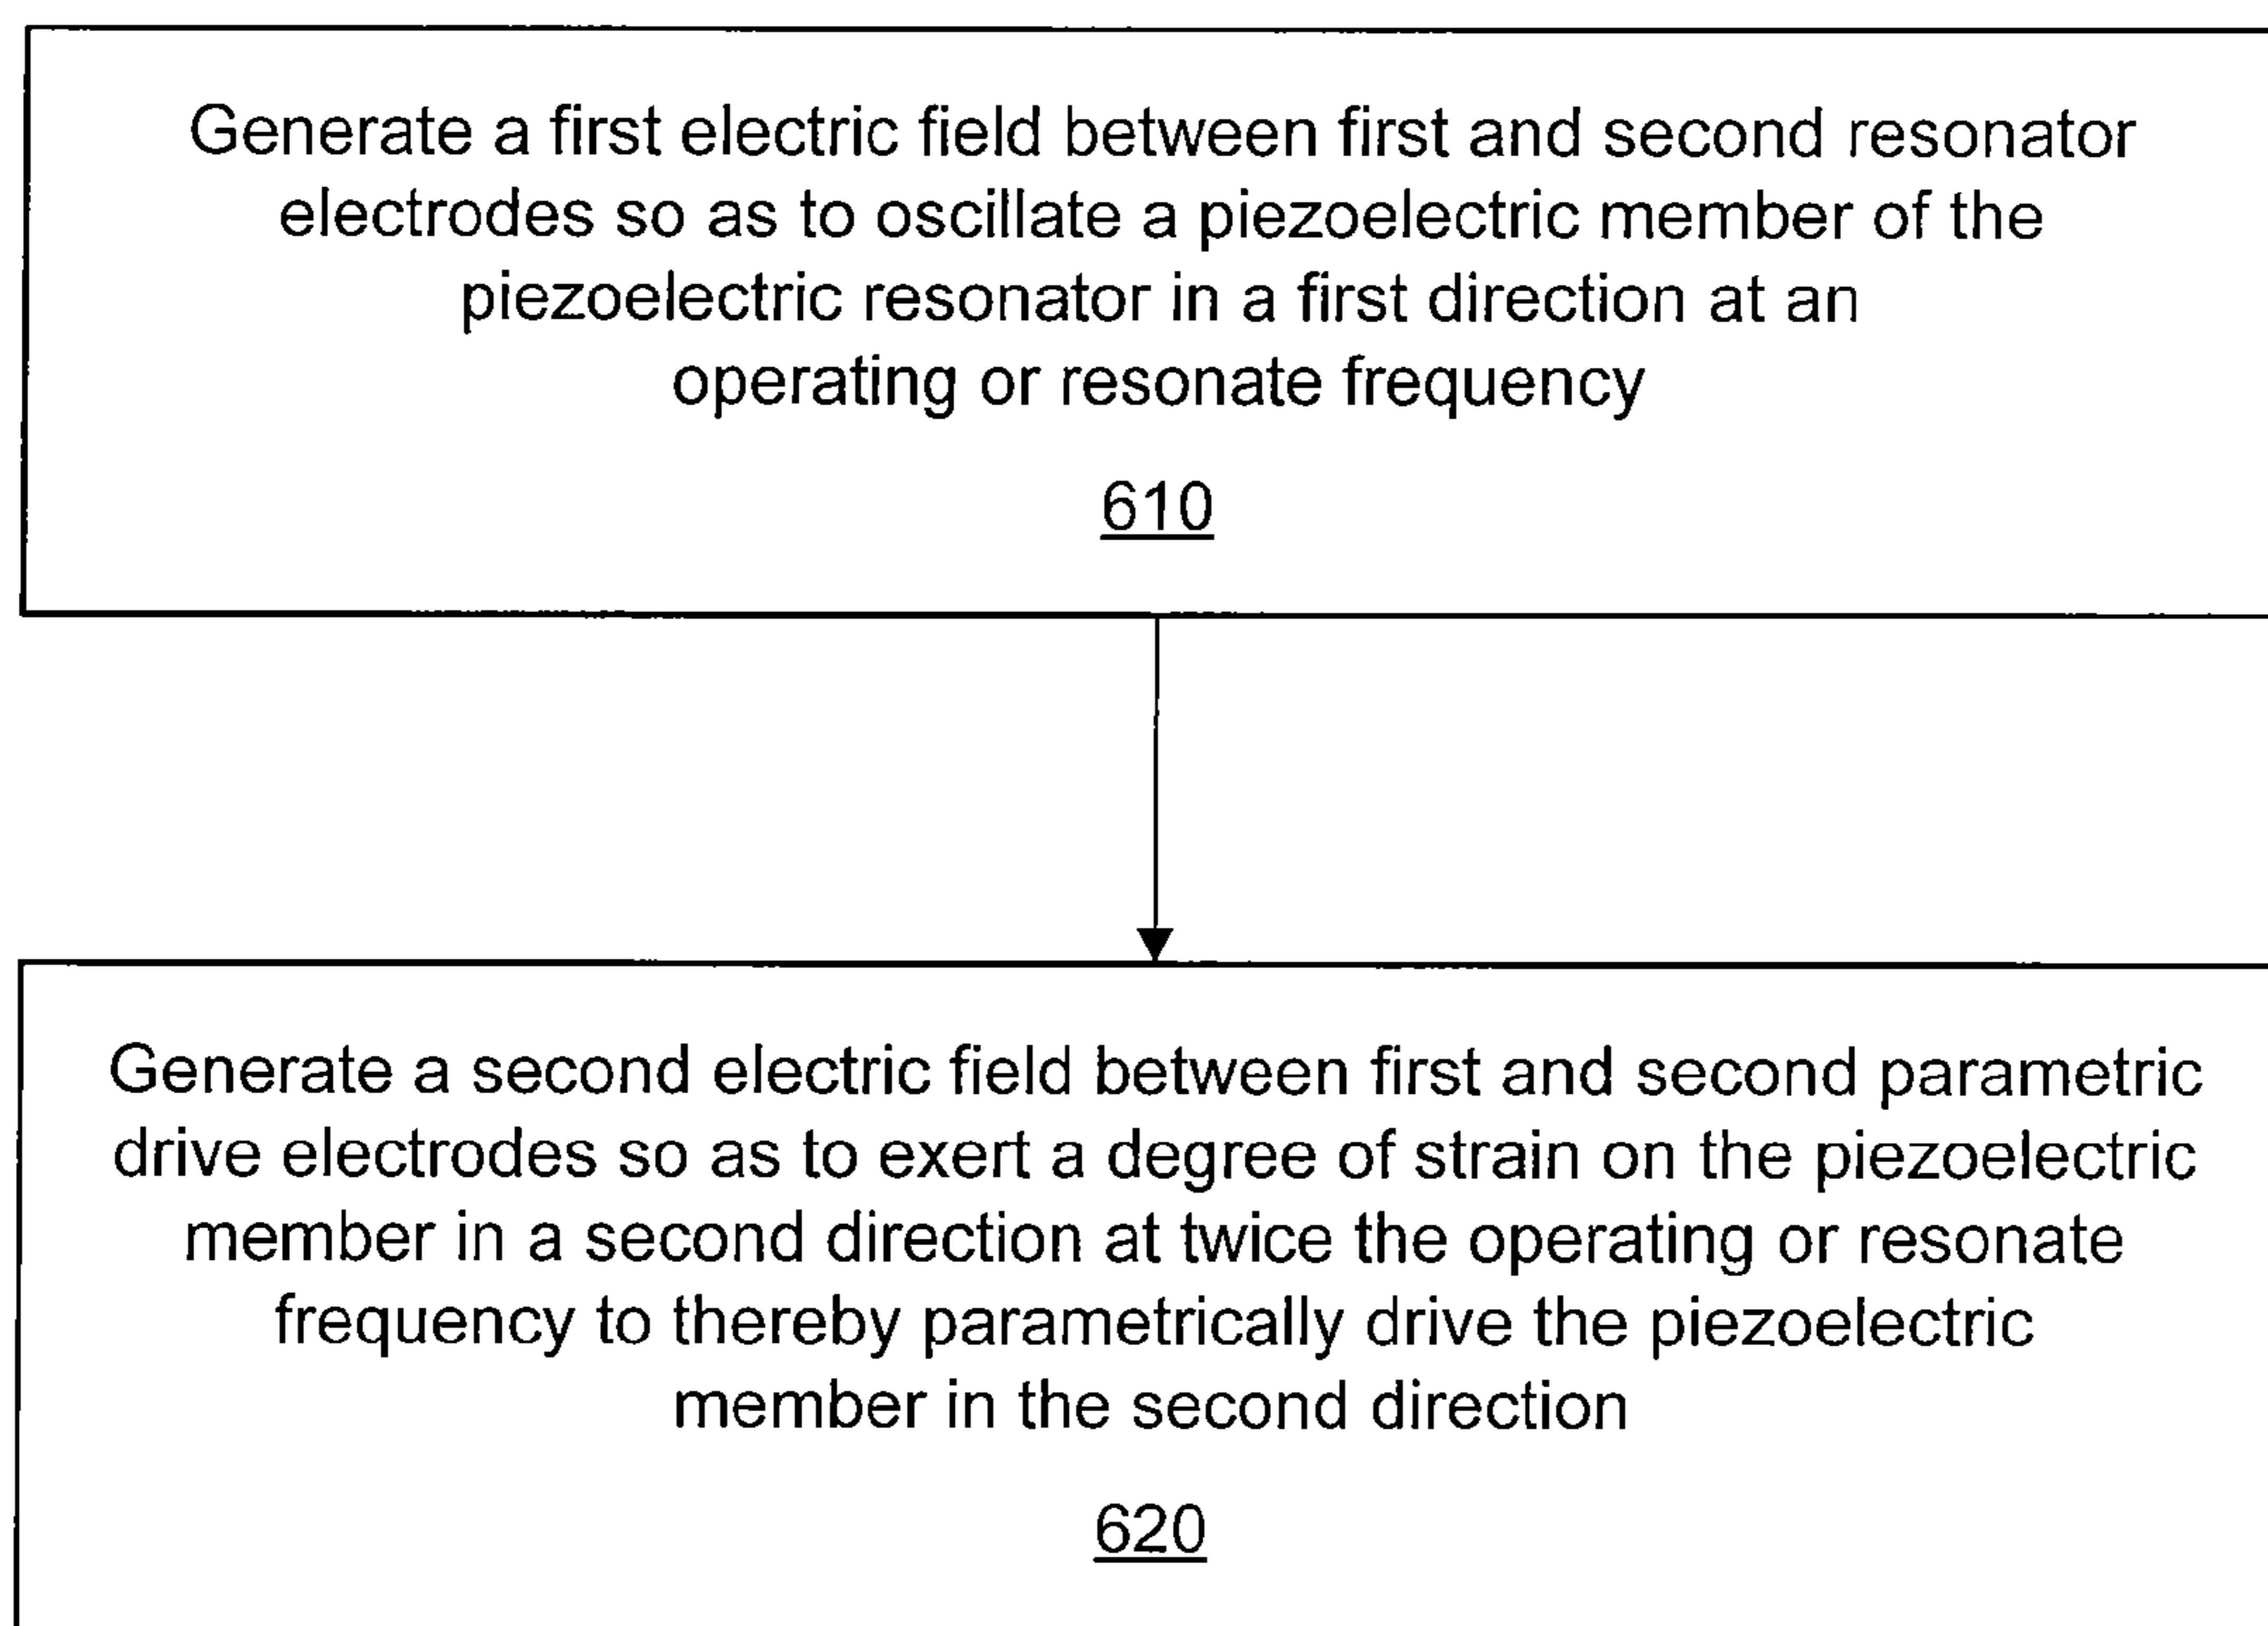 Generate a first electric field between first and second resonator
electrodes so as to oscillate a piezoelectric member of the
piezoelectric resonator in a first direction at an
operating or resonate frequency
610
Generate a second electric field between first and second parametric
drive electrodes so as to exert a degree of strain on the piezoelectric
member in a second direction at twice the operating or resonate
frequency to thereby parametrically drive the piezoelectric
member in the second direction
620